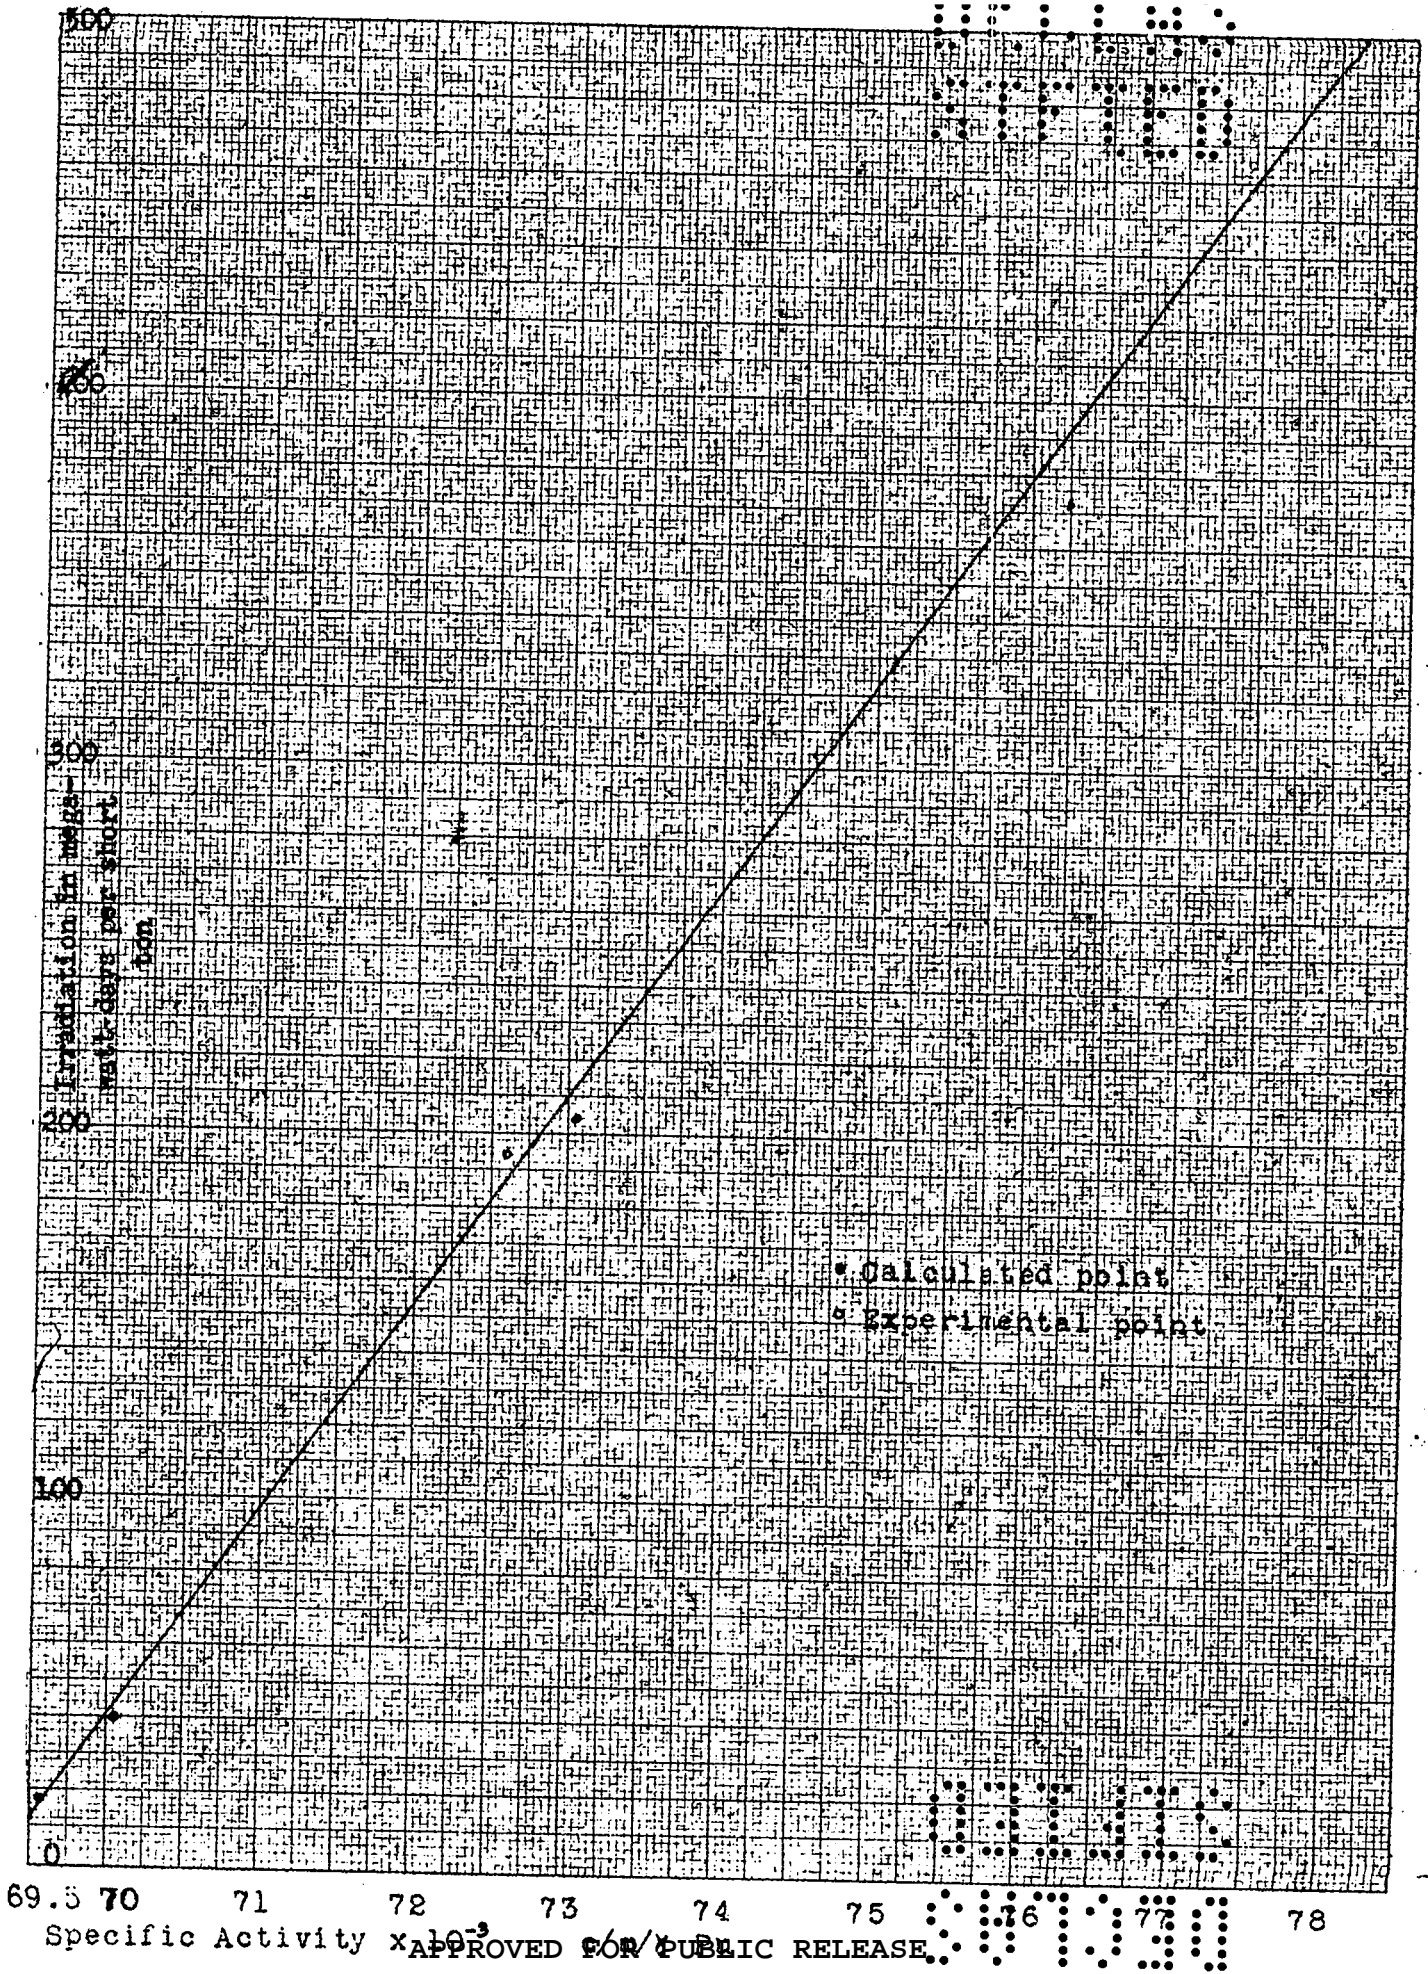 500
400
300
Irradiation in mega-
watt-days per short
ton
200
• Calculated point
o Experimental point
100
0
69.5 70 71 72 73 74 75 76 77 78
Specific Activity x 10⁻³ c/m/γ Pu
APPROVED FOR PUBLIC RELEASE